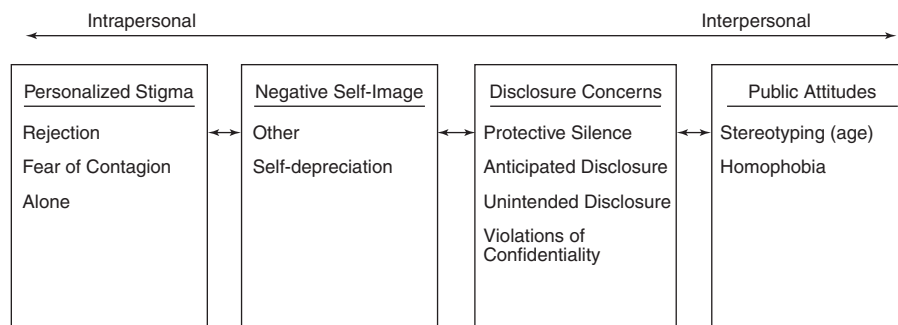 Intrapersonal
Interpersonal
Personalized Stigma
Rejection
Fear of Contagion
Alone
Negative Self-Image
Other
Self-depreciation
Disclosure Concerns
Protective Silence
Anticipated Disclosure
Unintended Disclosure
Violations of
Confidentiality
Public Attitudes
Stereotyping (age)
Homophobia